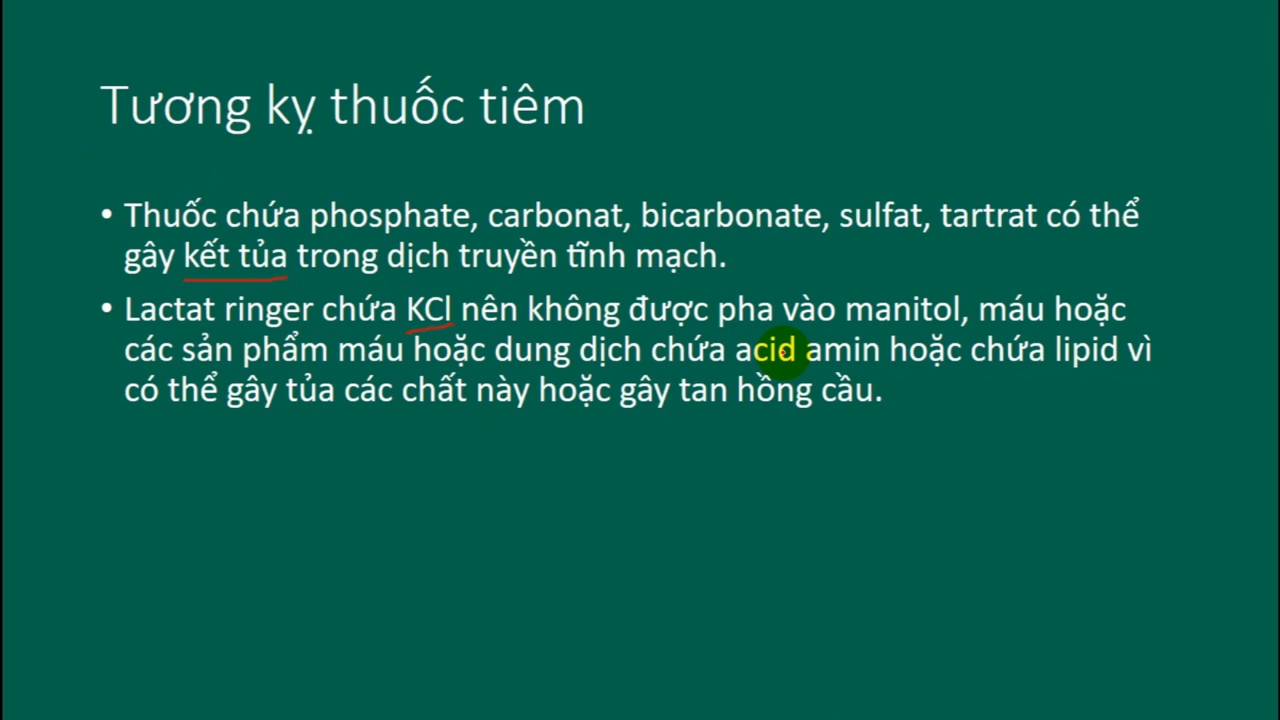 Tương kỵ thuốc tiêm
• Thuốc chứa phosphate, carbonat, bicarbonate, sulfat, tartrat có thể
gây kết tủa trong dịch truyền tĩnh mạch.
• Lactat ringer chứa KCl nên không được pha vào manitol, máu hoặc
các sản phẩm máu hoặc dung dịch chứa acid amin hoặc chứa lipid vì
có thể gây tủa các chất này hoặc gây tan hồng cầu.